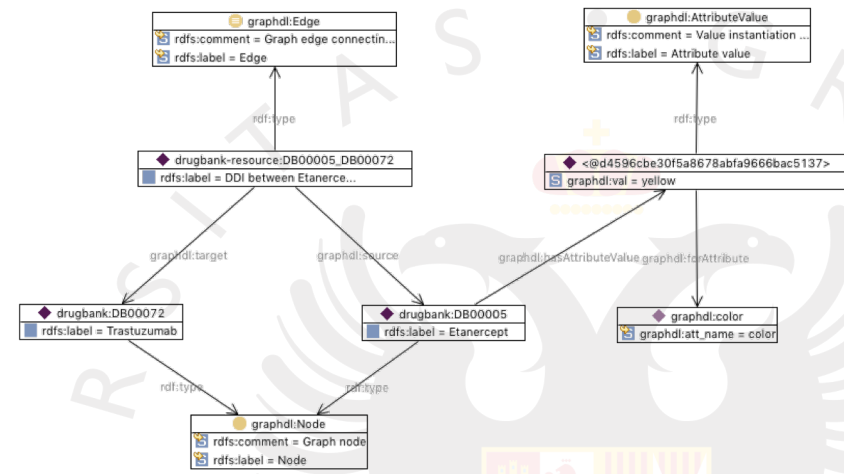 graphdl:Edge
rdfs:comment = Graph edge connectin...
rdfs:label = Edge
graphdl:AttributeValue
rdfs:comment = Value instantiation ...
rdfs:label = Attribute value
rdf:type
rdf:type
drugbank-resource:DB00005_DB00072
rdfs:label = DDI between Etanerce...
<@d4596cbe30f5a8678abfa9666bac5137>
graphdl:val = yellow
graphdl:target
graphdl:source
graphdl:hasAttributeValue
graphdl:forAttribute
drugbank:DB00072
rdfs:label = Trastuzumab
drugbank:DB00005
rdfs:label = Etanercept
graphdl:color
graphdl:att_name = color
rdf:type
rdf:type
graphdl:Node
rdfs:comment = Graph node
rdfs:label = Node
R S I T A S · G R